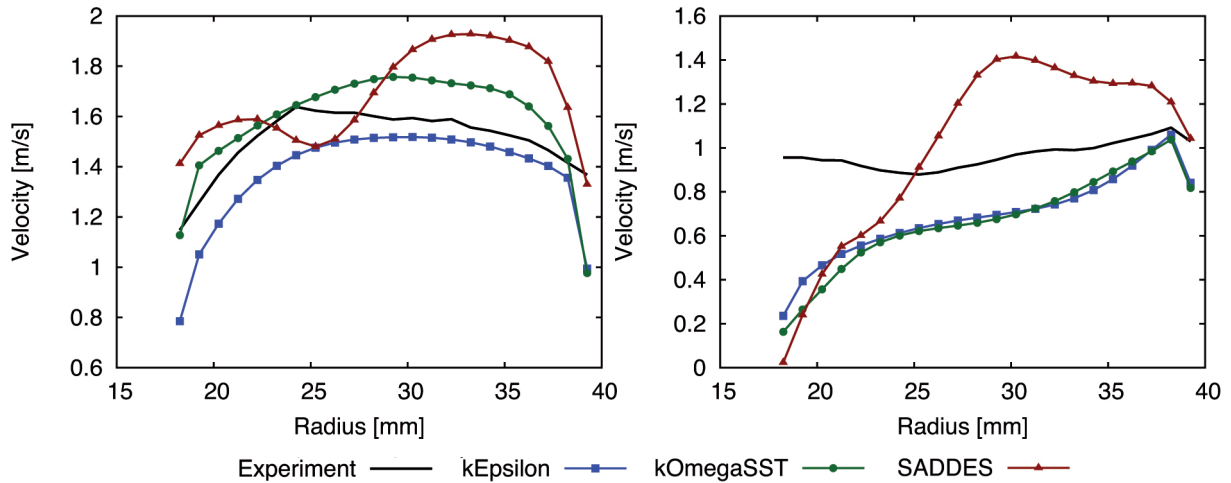 2
1.8
1.6
1.4
1.2
1
1.8
0.6
Velocity [m/s]
15 20 25 30 35 40
Radius [mm]
1.6
1.4
1.2
1
0.8
0.6
0.4
0.2
0
Velocity [m/s]
15 20 25 30 35 40
Radius [mm]
Experiment kEpsilon kOmegaSST SADDES